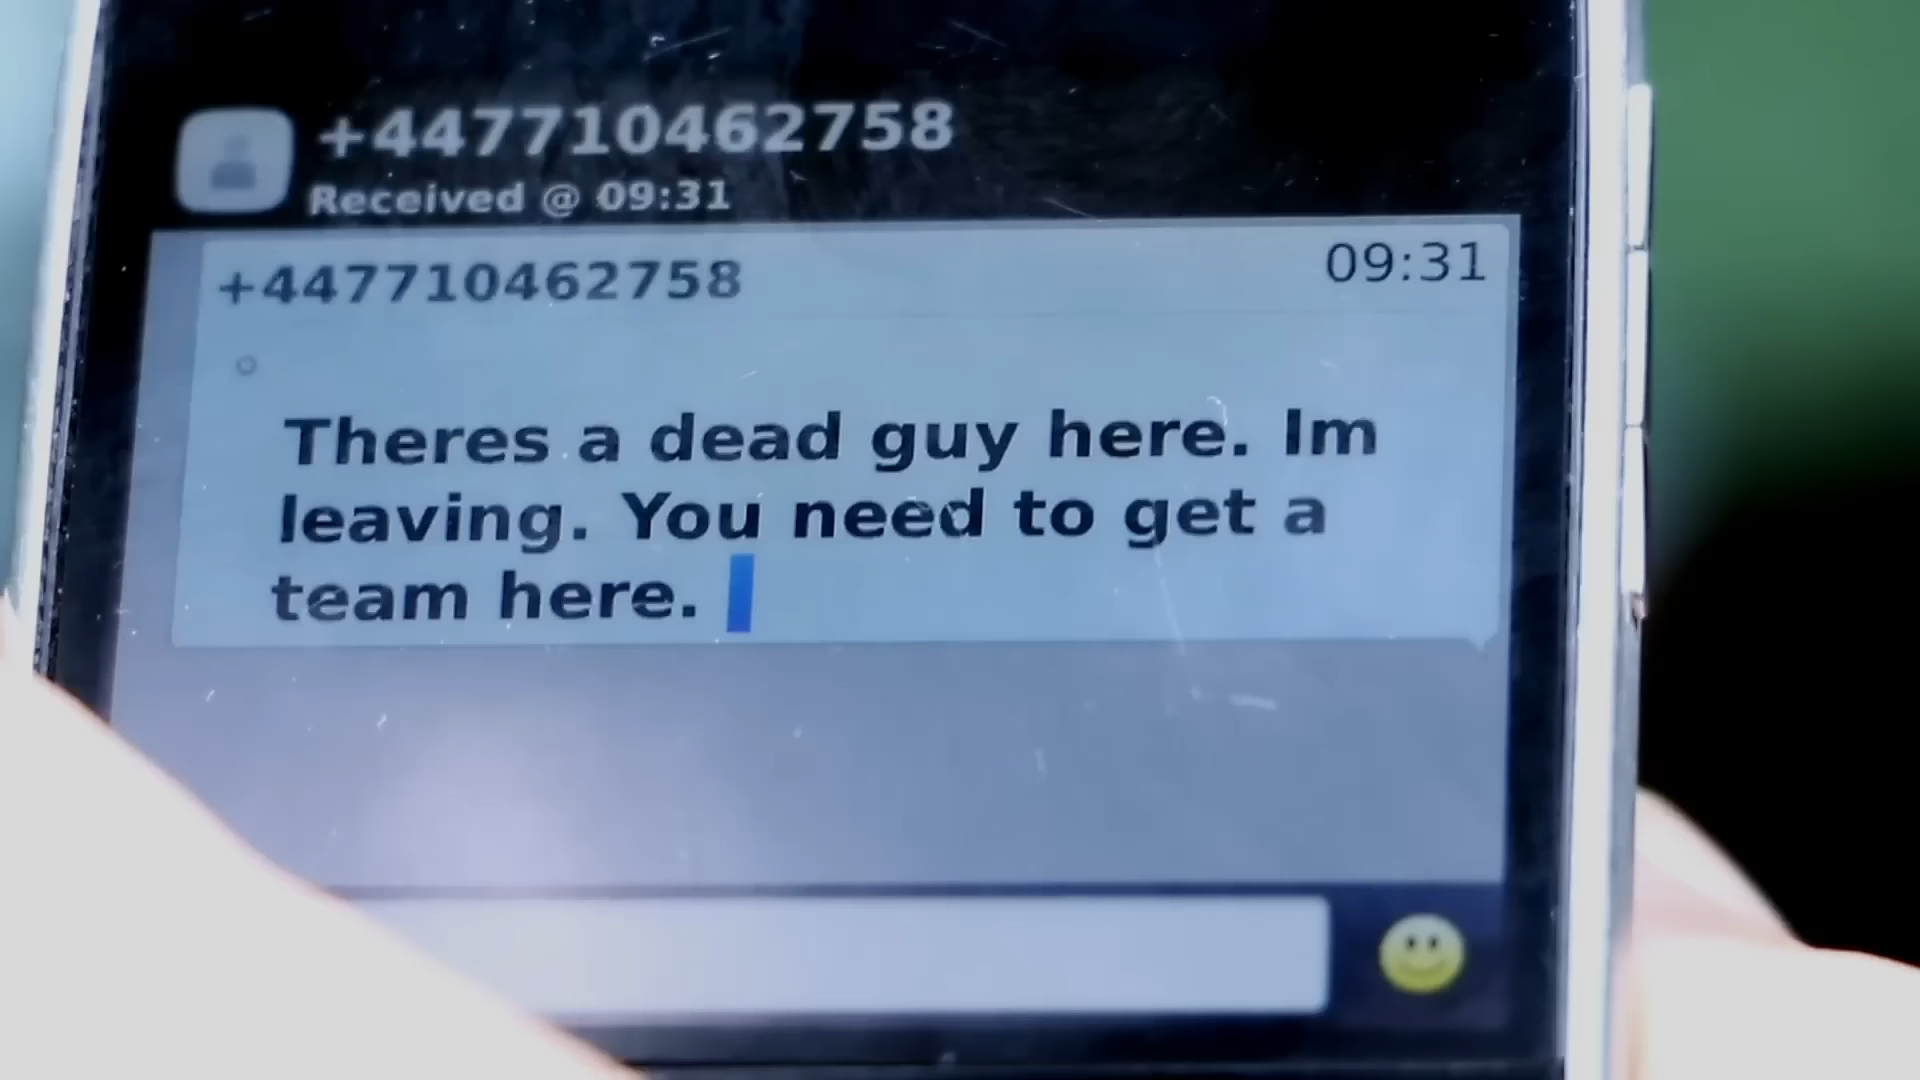 +447710462758
Received @ 09:31
+447710462758 09:31
Theres a dead guy here. Im
leaving. You need to get a
team here.